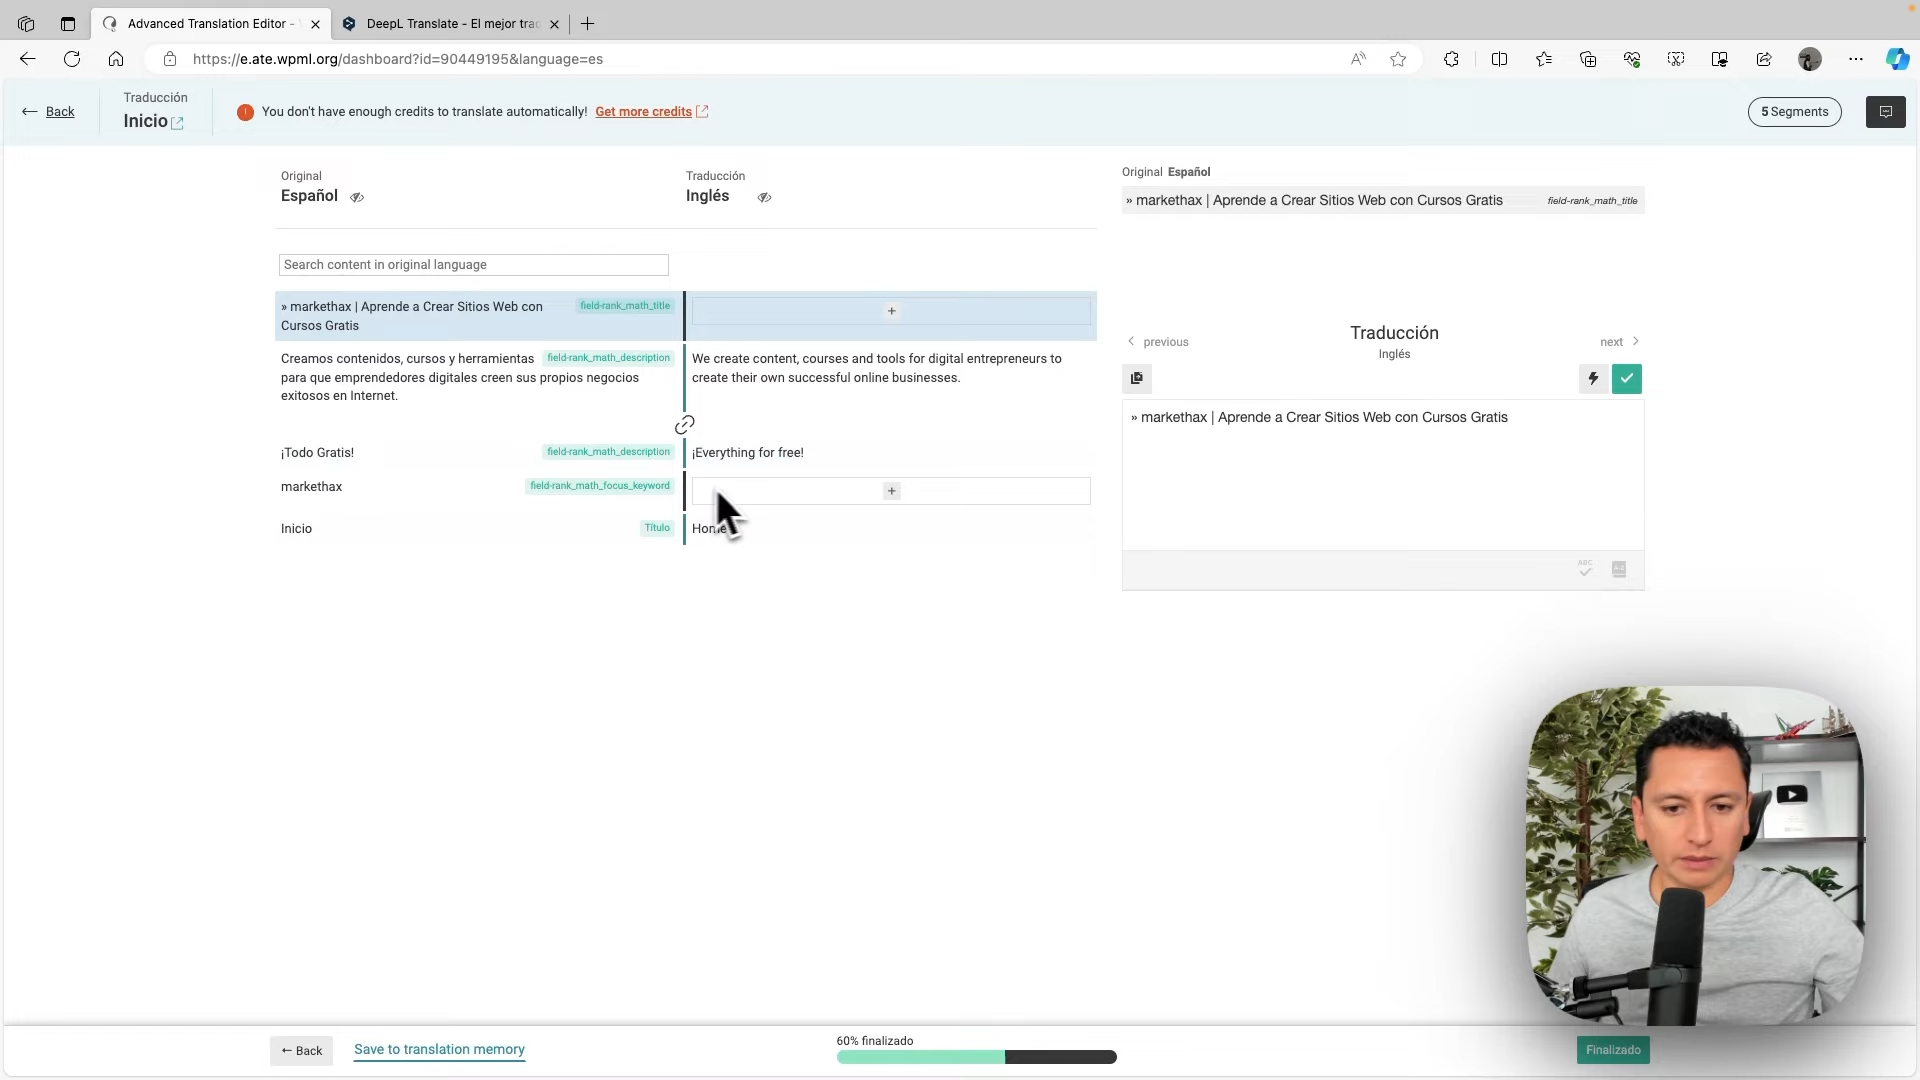 Advanced Translation Editor -
DeepL Translate - El mejor tra
https://e.ate.wpml.org/dashboard?id=90449195&language=es
Back
Traducción
Inicio
You don't have enough credits to translate automatically! Get more credits
5 Segments
Original
Español
Traducción
Inglés
Search content in original language
» markethax | Aprende a Crear Sitios Web con
Cursos Gratis
field-rank_math_title
+
Creamos contenidos, cursos y herramientas
para que emprendedores digitales creen sus propios negocios
exitosos en Internet.
field-rank_math_description
We create content, courses and tools for digital entrepreneurs to
create their own successful online businesses.
¡Todo Gratis!
field-rank_math_description
¡Everything for free!
markethax
field-rank_math_focus_keyword
+
Inicio
Título
Home
Original Español
» markethax | Aprende a Crear Sitios Web con Cursos Gratis
field-rank_math_title
previous
Traducción
Inglés
next
» markethax | Aprende a Crear Sitios Web con Cursos Gratis
ABC
← Back
Save to translation memory
60% finalizado
Finalizado